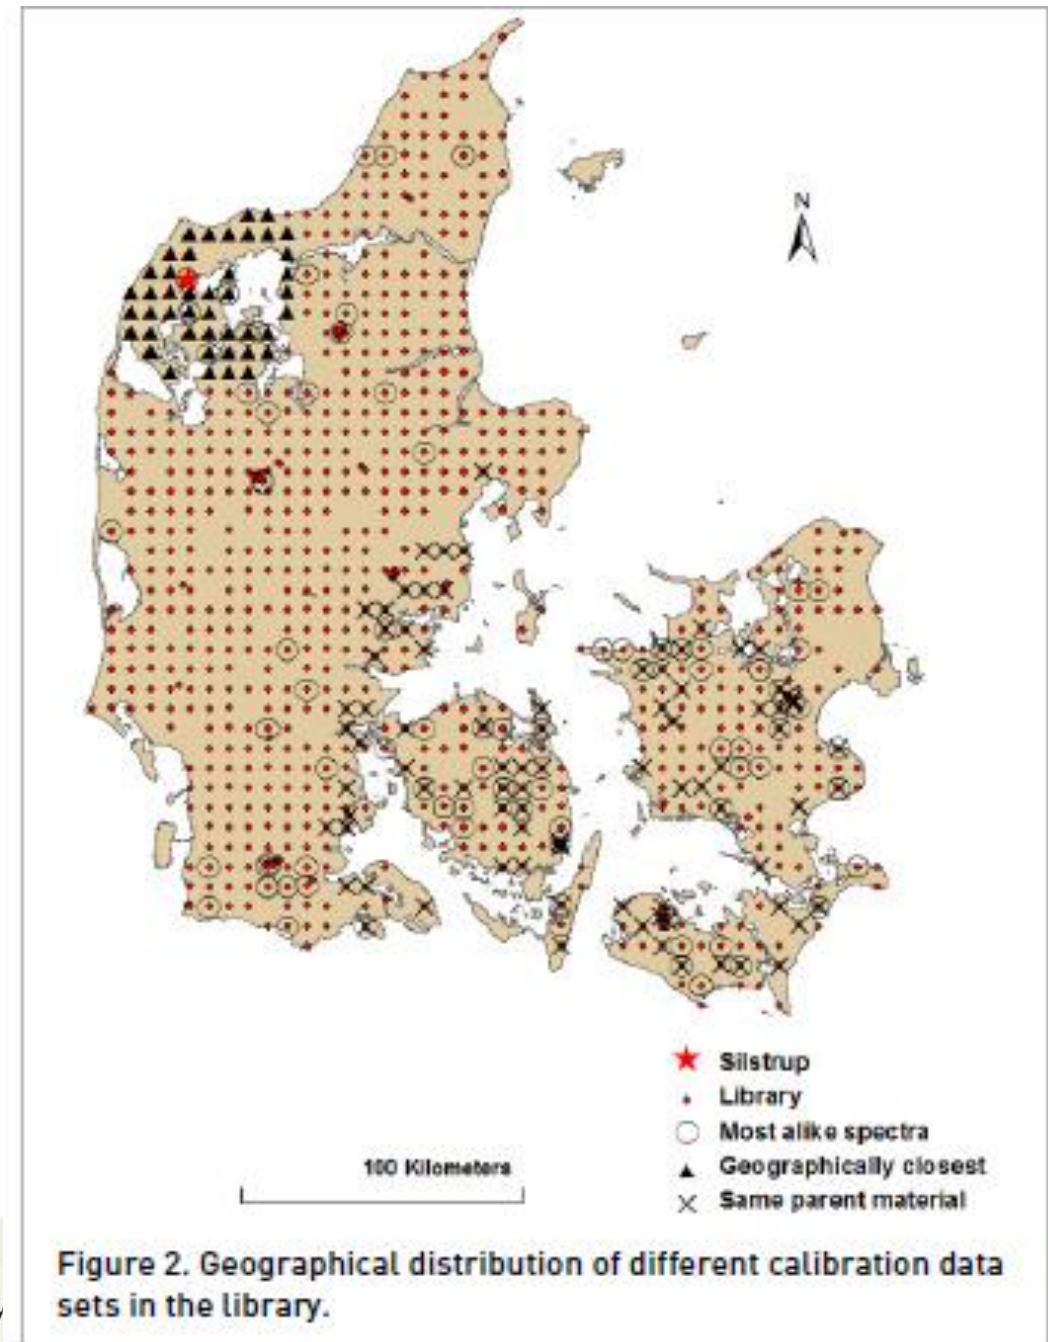 N
Silstrup
Library
Most alike spectra
Geographically closest
Same parent material
100 Kilometers
Figure 2. Geographical distribution of different calibration data
sets in the library.